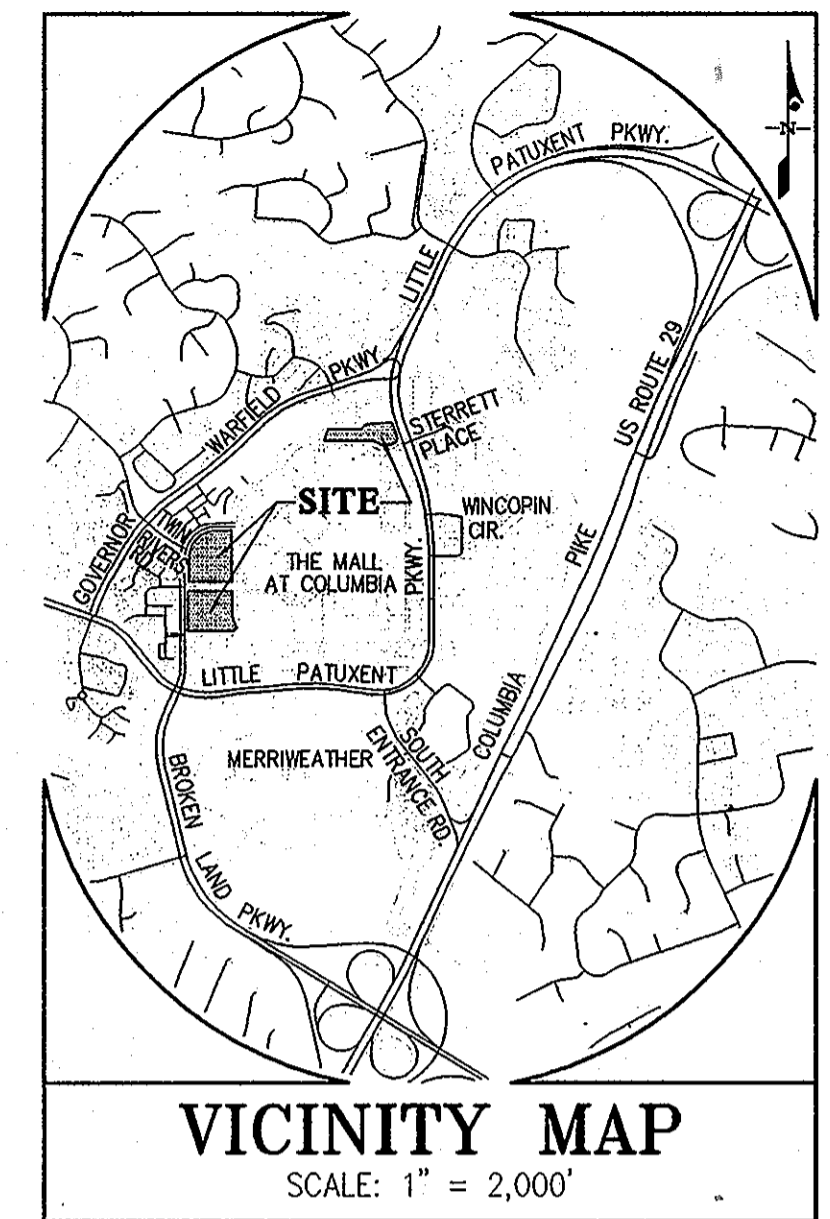 PATUXENT PKWY.
-N-
LITTLE
US ROUTE 29
WARFIELD PKWY.
STERRETT
PLACE
SITE
WINCOPIN
CIR.
GOVERNOR
TWIN
RIVERS
RD.
THE MALL
AT COLUMBIA
PKWY.
PIKE
LITTLE PATUXENT
COLUMBIA
SOUTH
ENTRANCE RD.
MERRIWEATHER
BROKEN
LAND
PKWY.
VICINITY MAP
SCALE: 1" = 2,000'